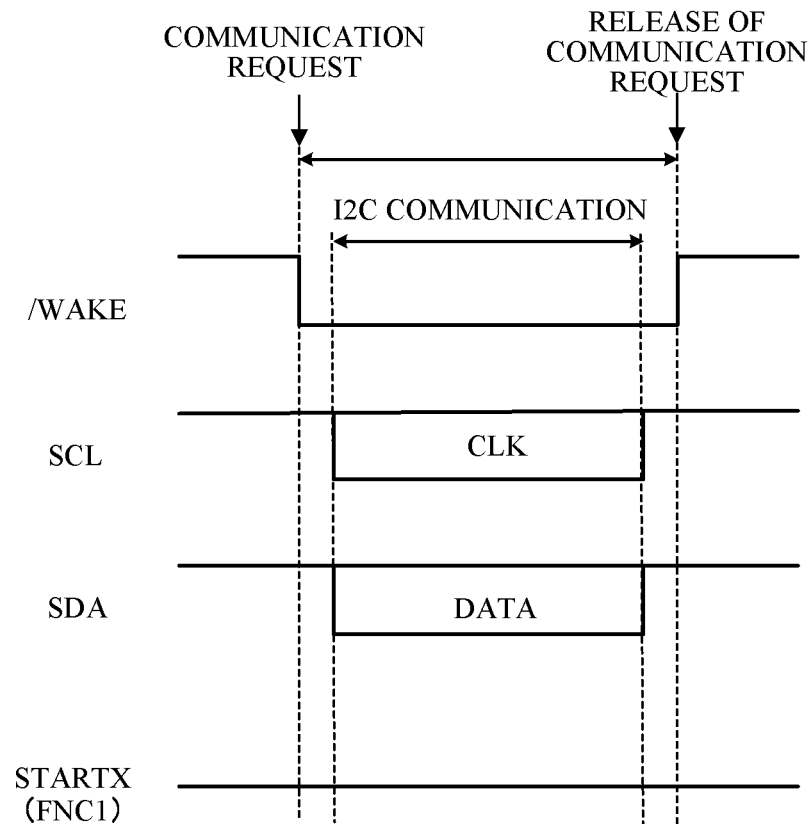 COMMUNICATION
REQUEST
RELEASE OF
COMMUNICATION
REQUEST
I2C COMMUNICATION
/WAKE
SCL
CLK
SDA
DATA
STARTX
(FNC1)